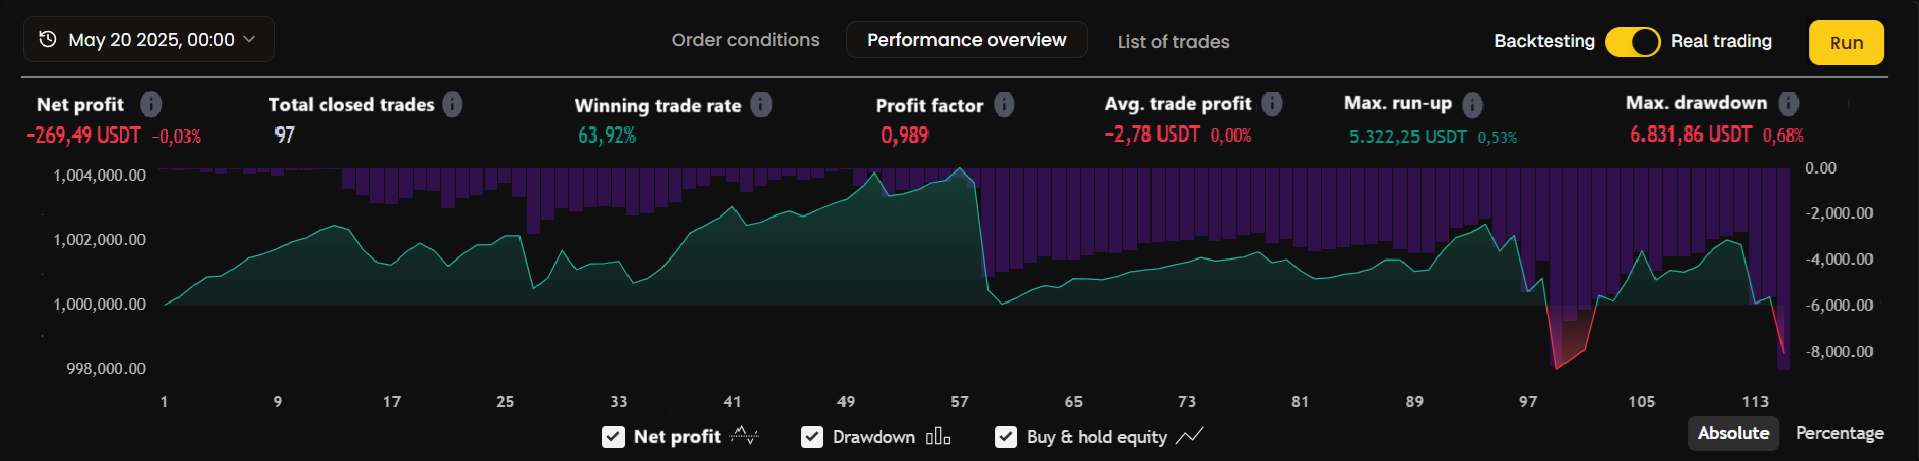 May 20 2025, 00:00 Order conditions Performance overview List of trades Backtesting Real trading Run
Net profit Total closed trades Winning trade rate Profit factor Avg. trade profit Max. run-up Max. drawdown
-269,49 USDT -0,03% 97 63,92% 0,989 -2,78 USDT 0,00% 5.322,25 USDT 0,53% 6.831,86 USDT 0,68%
1,004,000.00 0.00
1,002,000.00 -2,000.00
-4,000.00
1,000,000.00 -6,000.00
998,000.00 -8,000.00
1 9 17 25 33 41 49 57 65 73 81 89 97 105 113
Net profit Drawdown Buy & hold equity Absolute Percentage